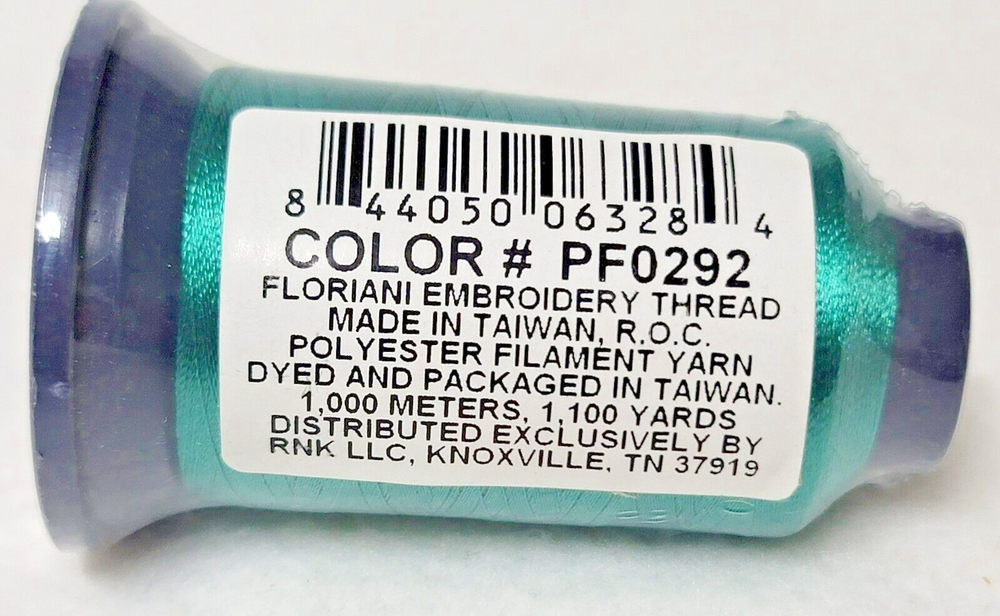 8 44050 06328 4
COLOR # PF0292
FLORIANI EMBROIDERY THREAD
MADE IN TAIWAN, R.O.C.
POLYESTER FILAMENT YARN
DYED AND PACKAGED IN TAIWAN.
1,000 METERS, 1,100 YARDS
DISTRIBUTED EXCLUSIVELY BY
RNK LLC, KNOXVILLE, TN 37919